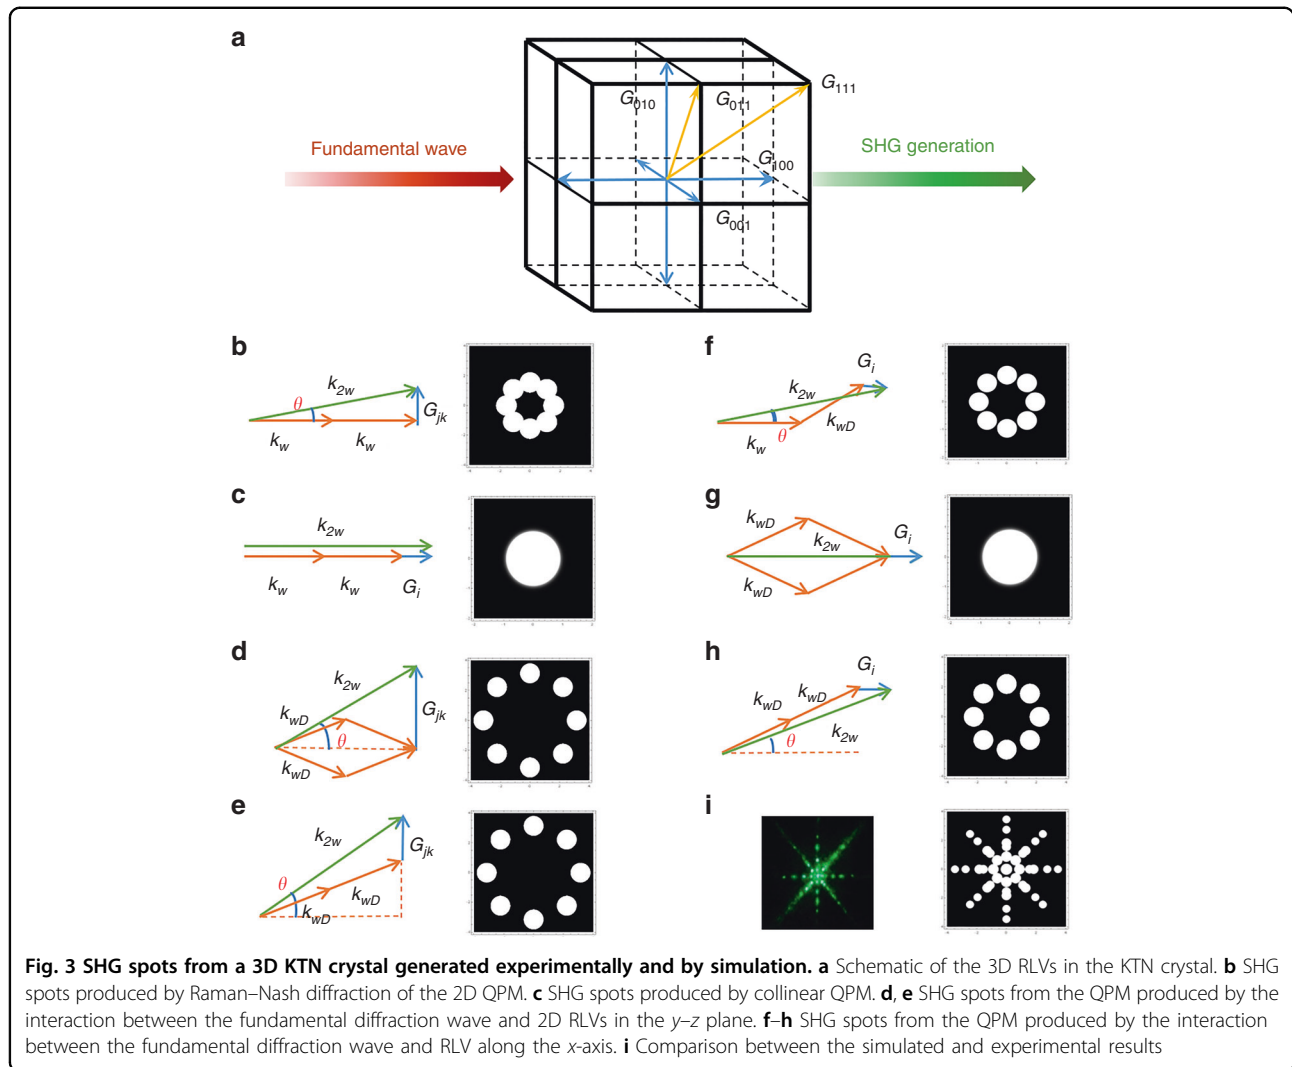 a
G010
G011
G111
Fundamental wave
G100
SHG generation
G001
b
k2w
θ
Gjk
kw
kw
f
Gi
k2w
kwD
kw
θ
c
k2w
kw
kw
Gi
g
kwD
k2w
Gi
kwD
d
k2w
kwD
θ
Gjk
kwD
h
Gi
kwD
kwD
k2w
θ
e
k2w
Gjk
θ
kwD
kwD
i
Fig. 3 SHG spots from a 3D KTN crystal generated experimentally and by simulation. a Schematic of the 3D RLVs in the KTN crystal. b SHG
spots produced by Raman–Nash diffraction of the 2D QPM. c SHG spots produced by collinear QPM. d, e SHG spots from the QPM produced by the
interaction between the fundamental diffraction wave and 2D RLVs in the y–z plane. f–h SHG spots from the QPM produced by the interaction
between the fundamental diffraction wave and RLV along the x-axis. i Comparison between the simulated and experimental results